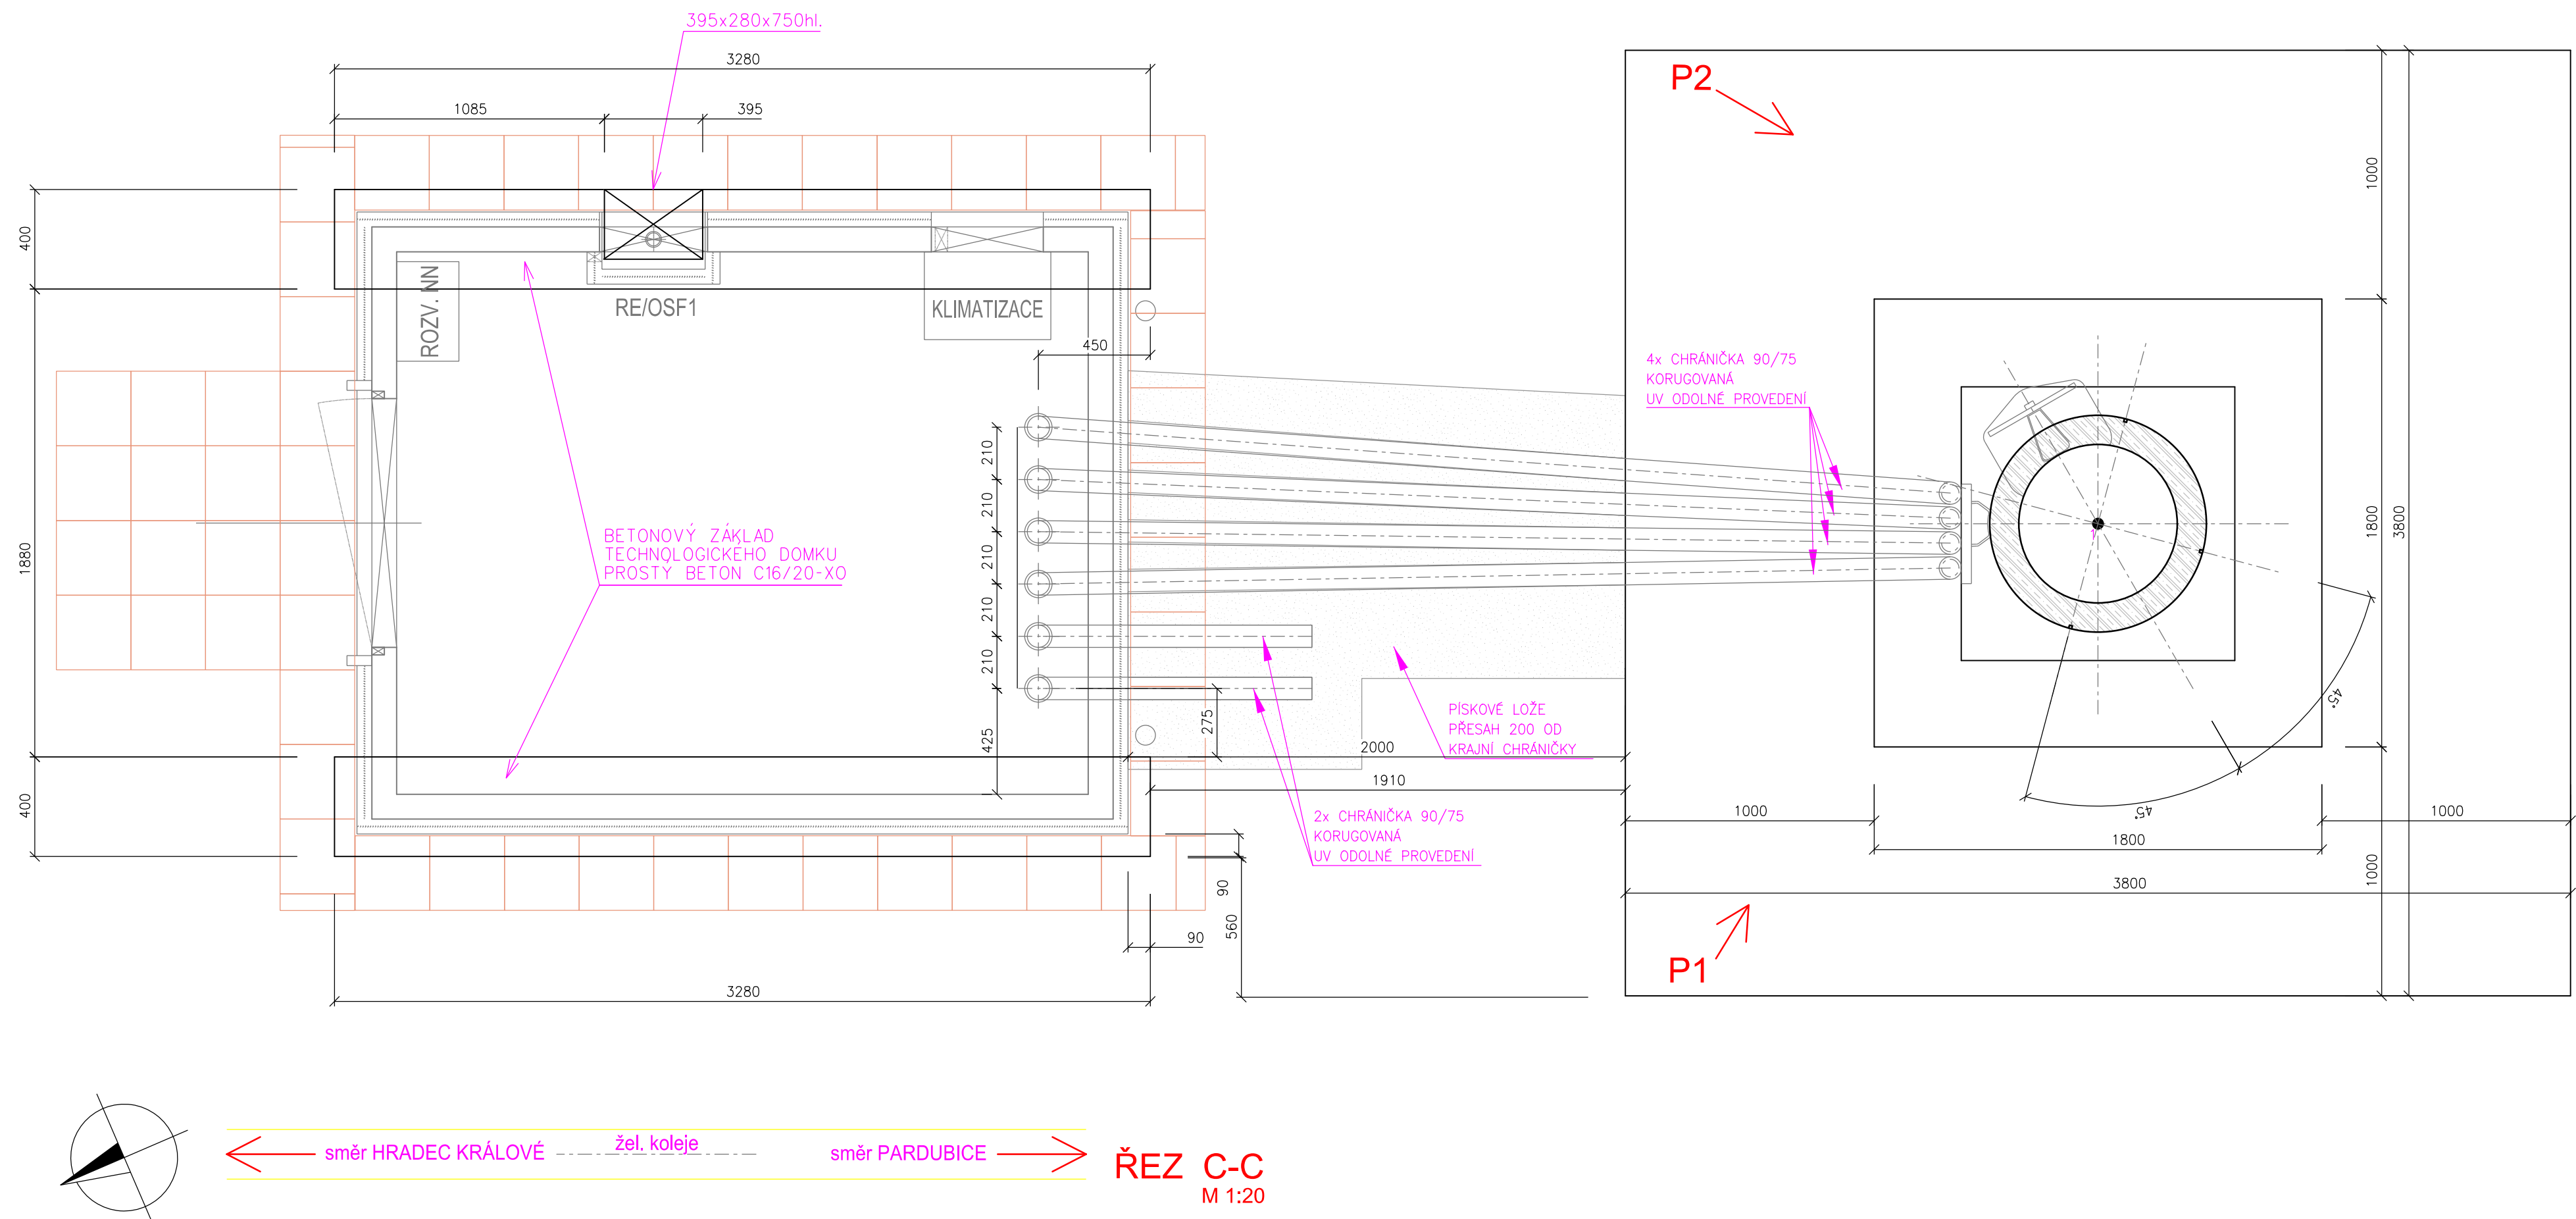 395x280x750hl.
3280
1085
395
P2
400
1000
ROZV. NN
RE/OSF1
KLIMATIZACE
450
4x CHRÁNIČKA 90/75
KORUGOVANÁ
UV ODOLNÉ PROVEDENÍ
210
210
210
210
210
425
1880
BETONOVÝ ZÁKLAD
TECHNOLOGICKEHO DOMKU
PROSTY BETON C16/20-XO
1800
3800
45°
45°
275
PÍSKOVÉ LOŽE
PŘESAH 200 OD
KRAJNÍ CHRÁNIČKY
2000
1910
400
2x CHRÁNIČKA 90/75
KORUGOVANÁ
UV ODOLNÉ PROVEDENÍ
1000
1000
1800
1000
3800
90
560
90
P1
3280
směr HRADEC KRÁLOVÉ
žel. koleje
směr PARDUBICE
ŘEZ C-C
M 1:20